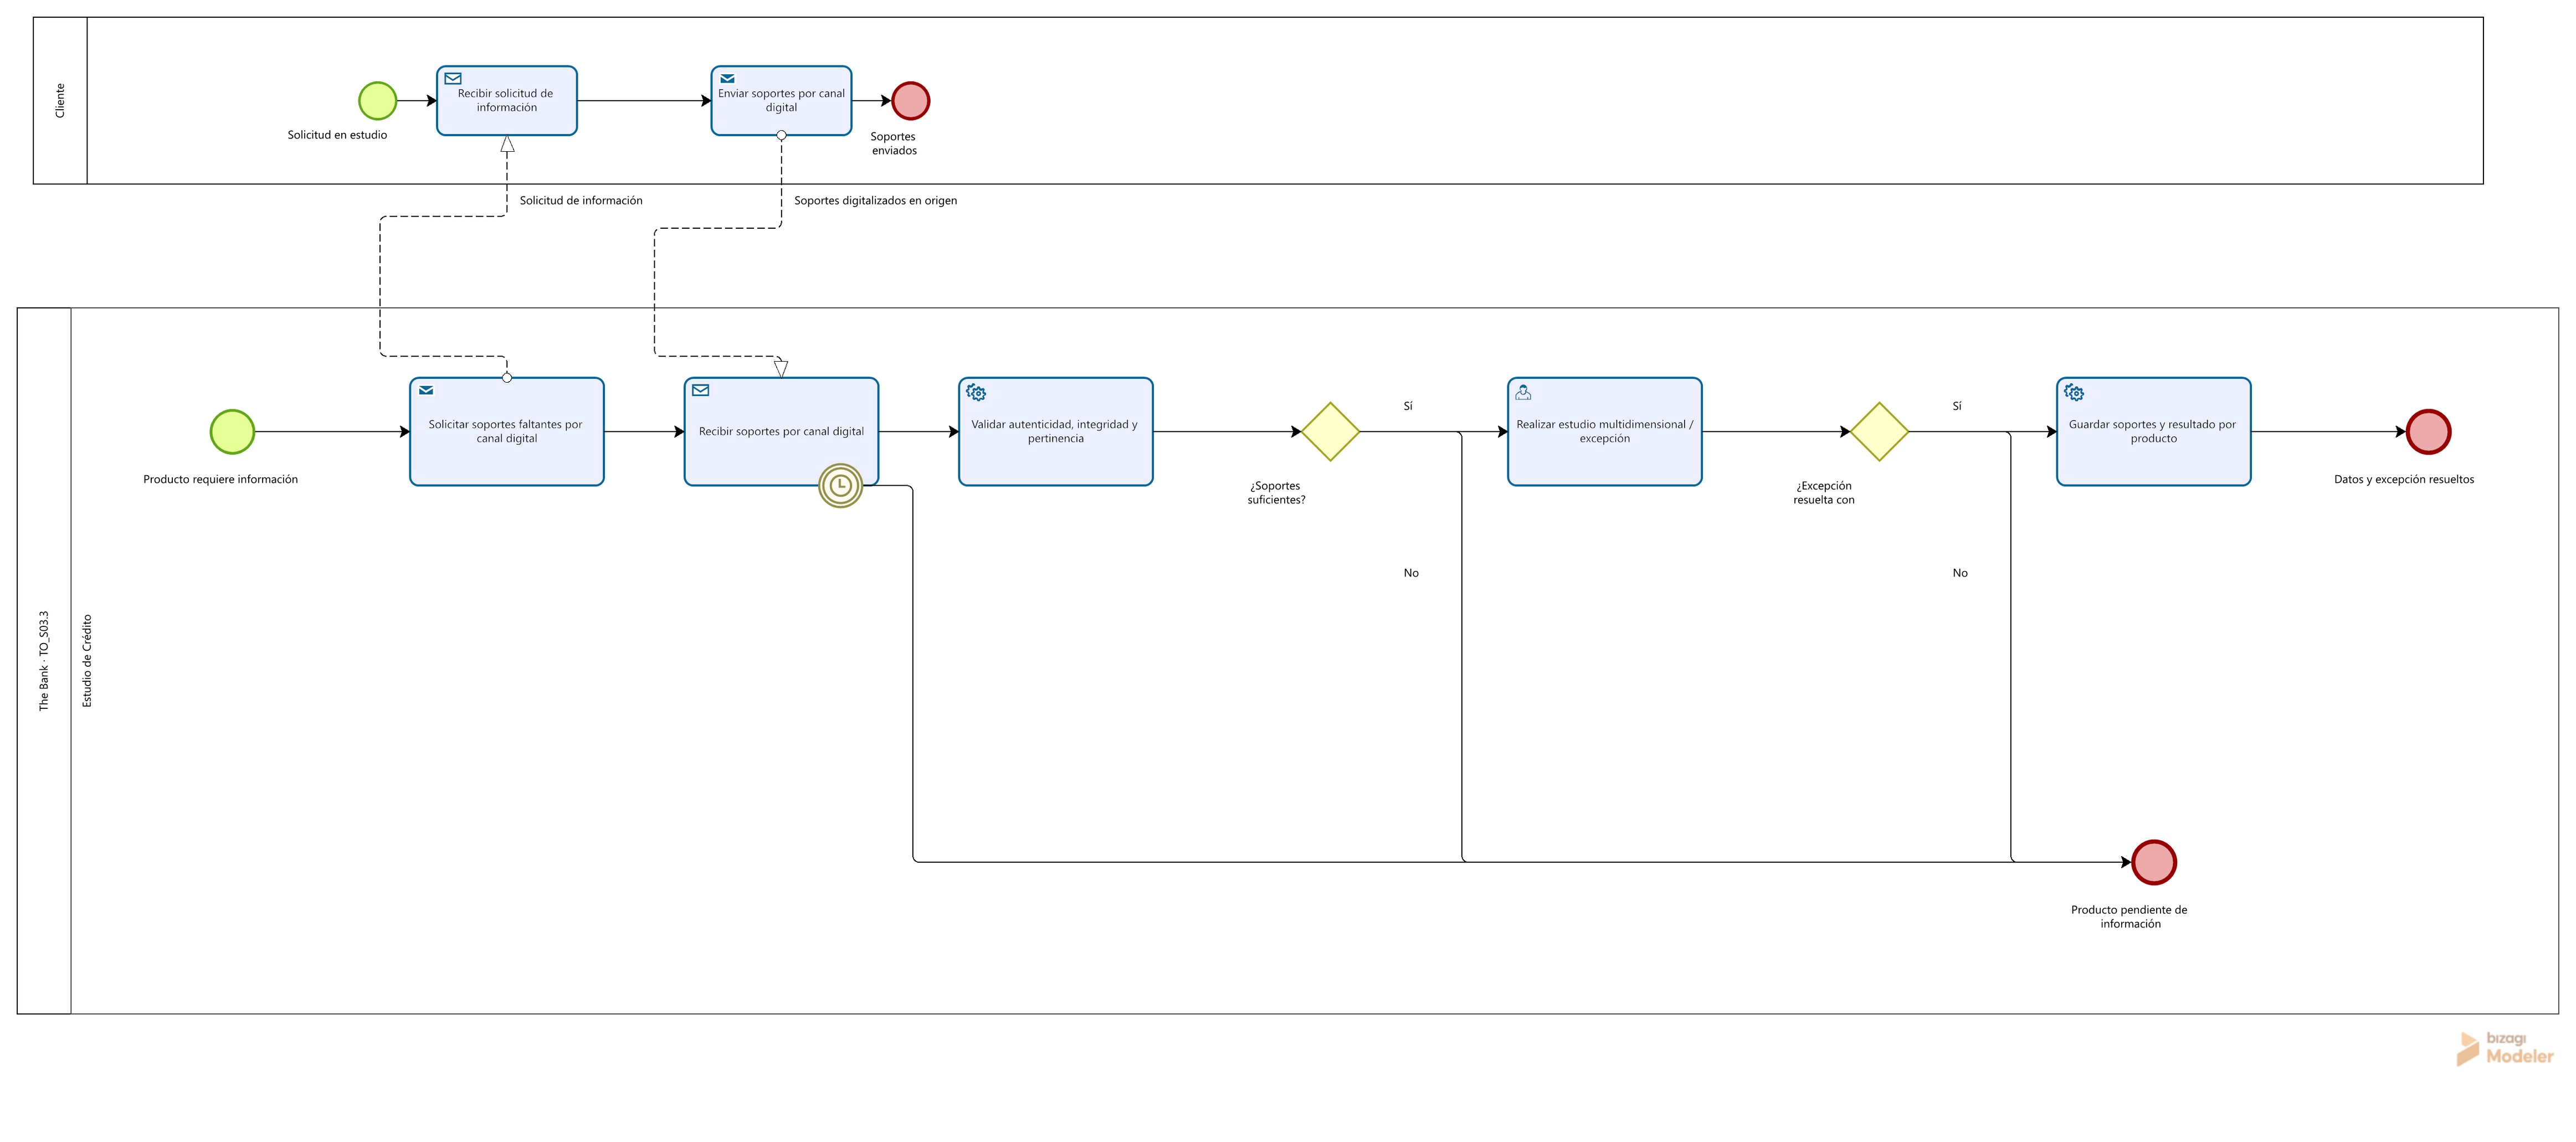 Cliente
Solicitud en estudio
Recibir solicitud de
información
Enviar soportes por canal
digital
Soportes
enviados
Solicitud de información
Soportes digitalizados en origen
The Bank · TO_S03.3
Estudio de Crédito
Producto requiere información
Solicitar soportes faltantes por
canal digital
Recibir soportes por canal digital
Validar autenticidad, integridad y
pertinencia
¿Soportes
suficientes?
Sí
No
Realizar estudio multidimensional /
excepción
¿Excepción
resuelta con
Sí
No
Guardar soportes y resultado por
producto
Datos y excepción resueltos
Producto pendiente de
información
bizagi
Modeler